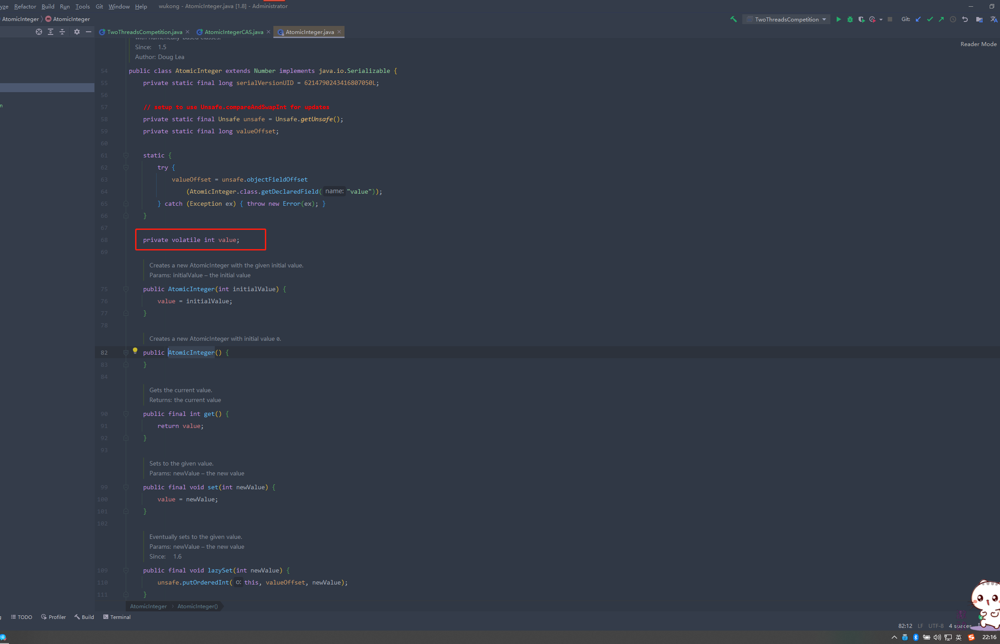 yze Refactor Build Run Tools Git Window Help wukong - AtomicInteger.java [1.8] - Administrator
AtomicInteger 〉 m AtomicInteger TwoThreadsCompetition Git:
TwoThreadsCompetition.java AtomicIntegerCAS.java AtomicInteger.java
with numerically-based classes.
Reader Mode
Since: 1.5
Author: Doug Lea
54 public class AtomicInteger extends Number implements java.io.Serializable {
55 private static final long serialVersionUID = 6214790243416807050L;
56
57 // setup to use Unsafe.compareAndSwapInt for updates
58 private static final Unsafe unsafe = Unsafe.getUnsafe();
59 private static final long valueOffset;
60
61 static {
62 try {
63 valueOffset = unsafe.objectFieldOffset
64 (AtomicInteger.class.getDeclaredField( name: "value"));
65 } catch (Exception ex) { throw new Error(ex); }
66 }
67
68 private volatile int value;
69
Creates a new AtomicInteger with the given initial value.
Params: initialValue – the initial value
75 public AtomicInteger(int initialValue) {
76 value = initialValue;
77 }
78
Creates a new AtomicInteger with initial value 0.
82 public AtomicInteger() {
83 }
84
Gets the current value.
Returns: the current value
90 public final int get() {
91 return value;
92 }
93
Sets to the given value.
Params: newValue – the new value
99 public final void set(int newValue) {
100 value = newValue;
101 }
102
Eventually sets to the given value.
Params: newValue – the new value
Since: 1.6
109 public final void lazySet(int newValue) {
110 unsafe.putOrderedInt( o: this, valueOffset, newValue);
111 }
AtomicInteger › AtomicInteger()
TODO Profiler Build Terminal
82:12 LF UTF-8 4 spaces
英 22:16